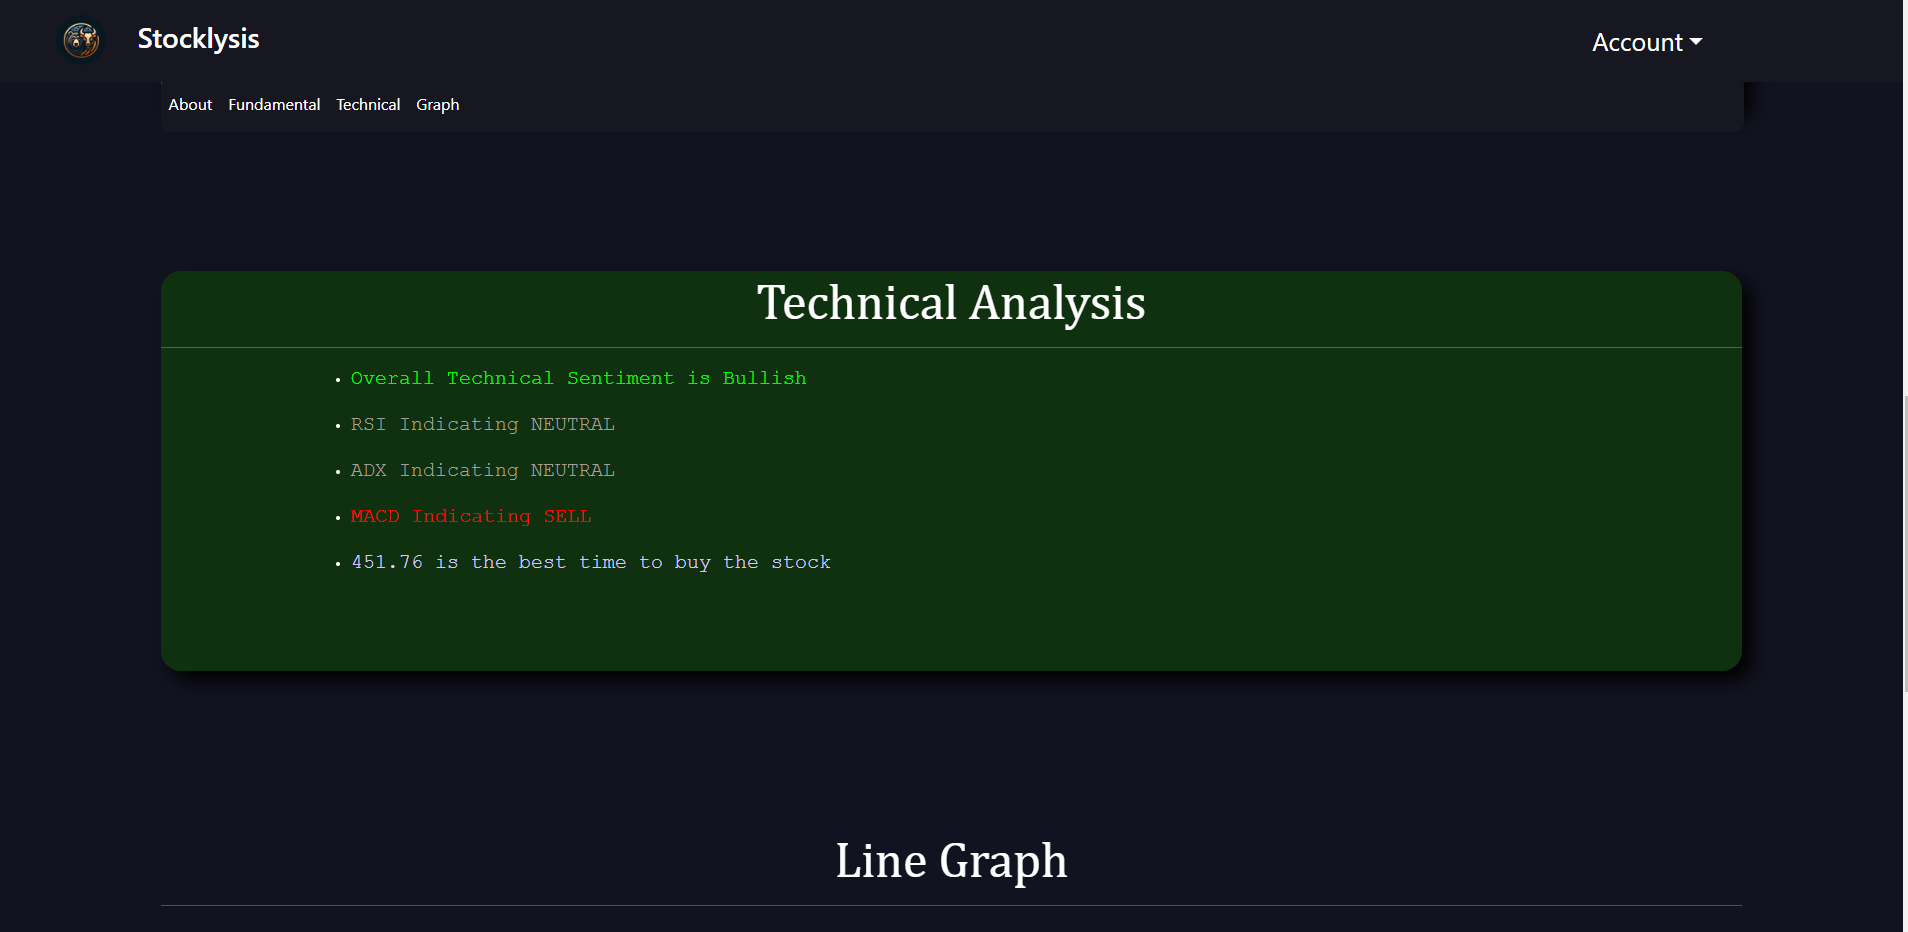 Stocklysis
Account
About Fundamental Technical Graph
Technical Analysis
Overall Technical Sentiment is Bullish
RSI Indicating NEUTRAL
ADX Indicating NEUTRAL
MACD Indicating SELL
451.76 is the best time to buy the stock
Line Graph